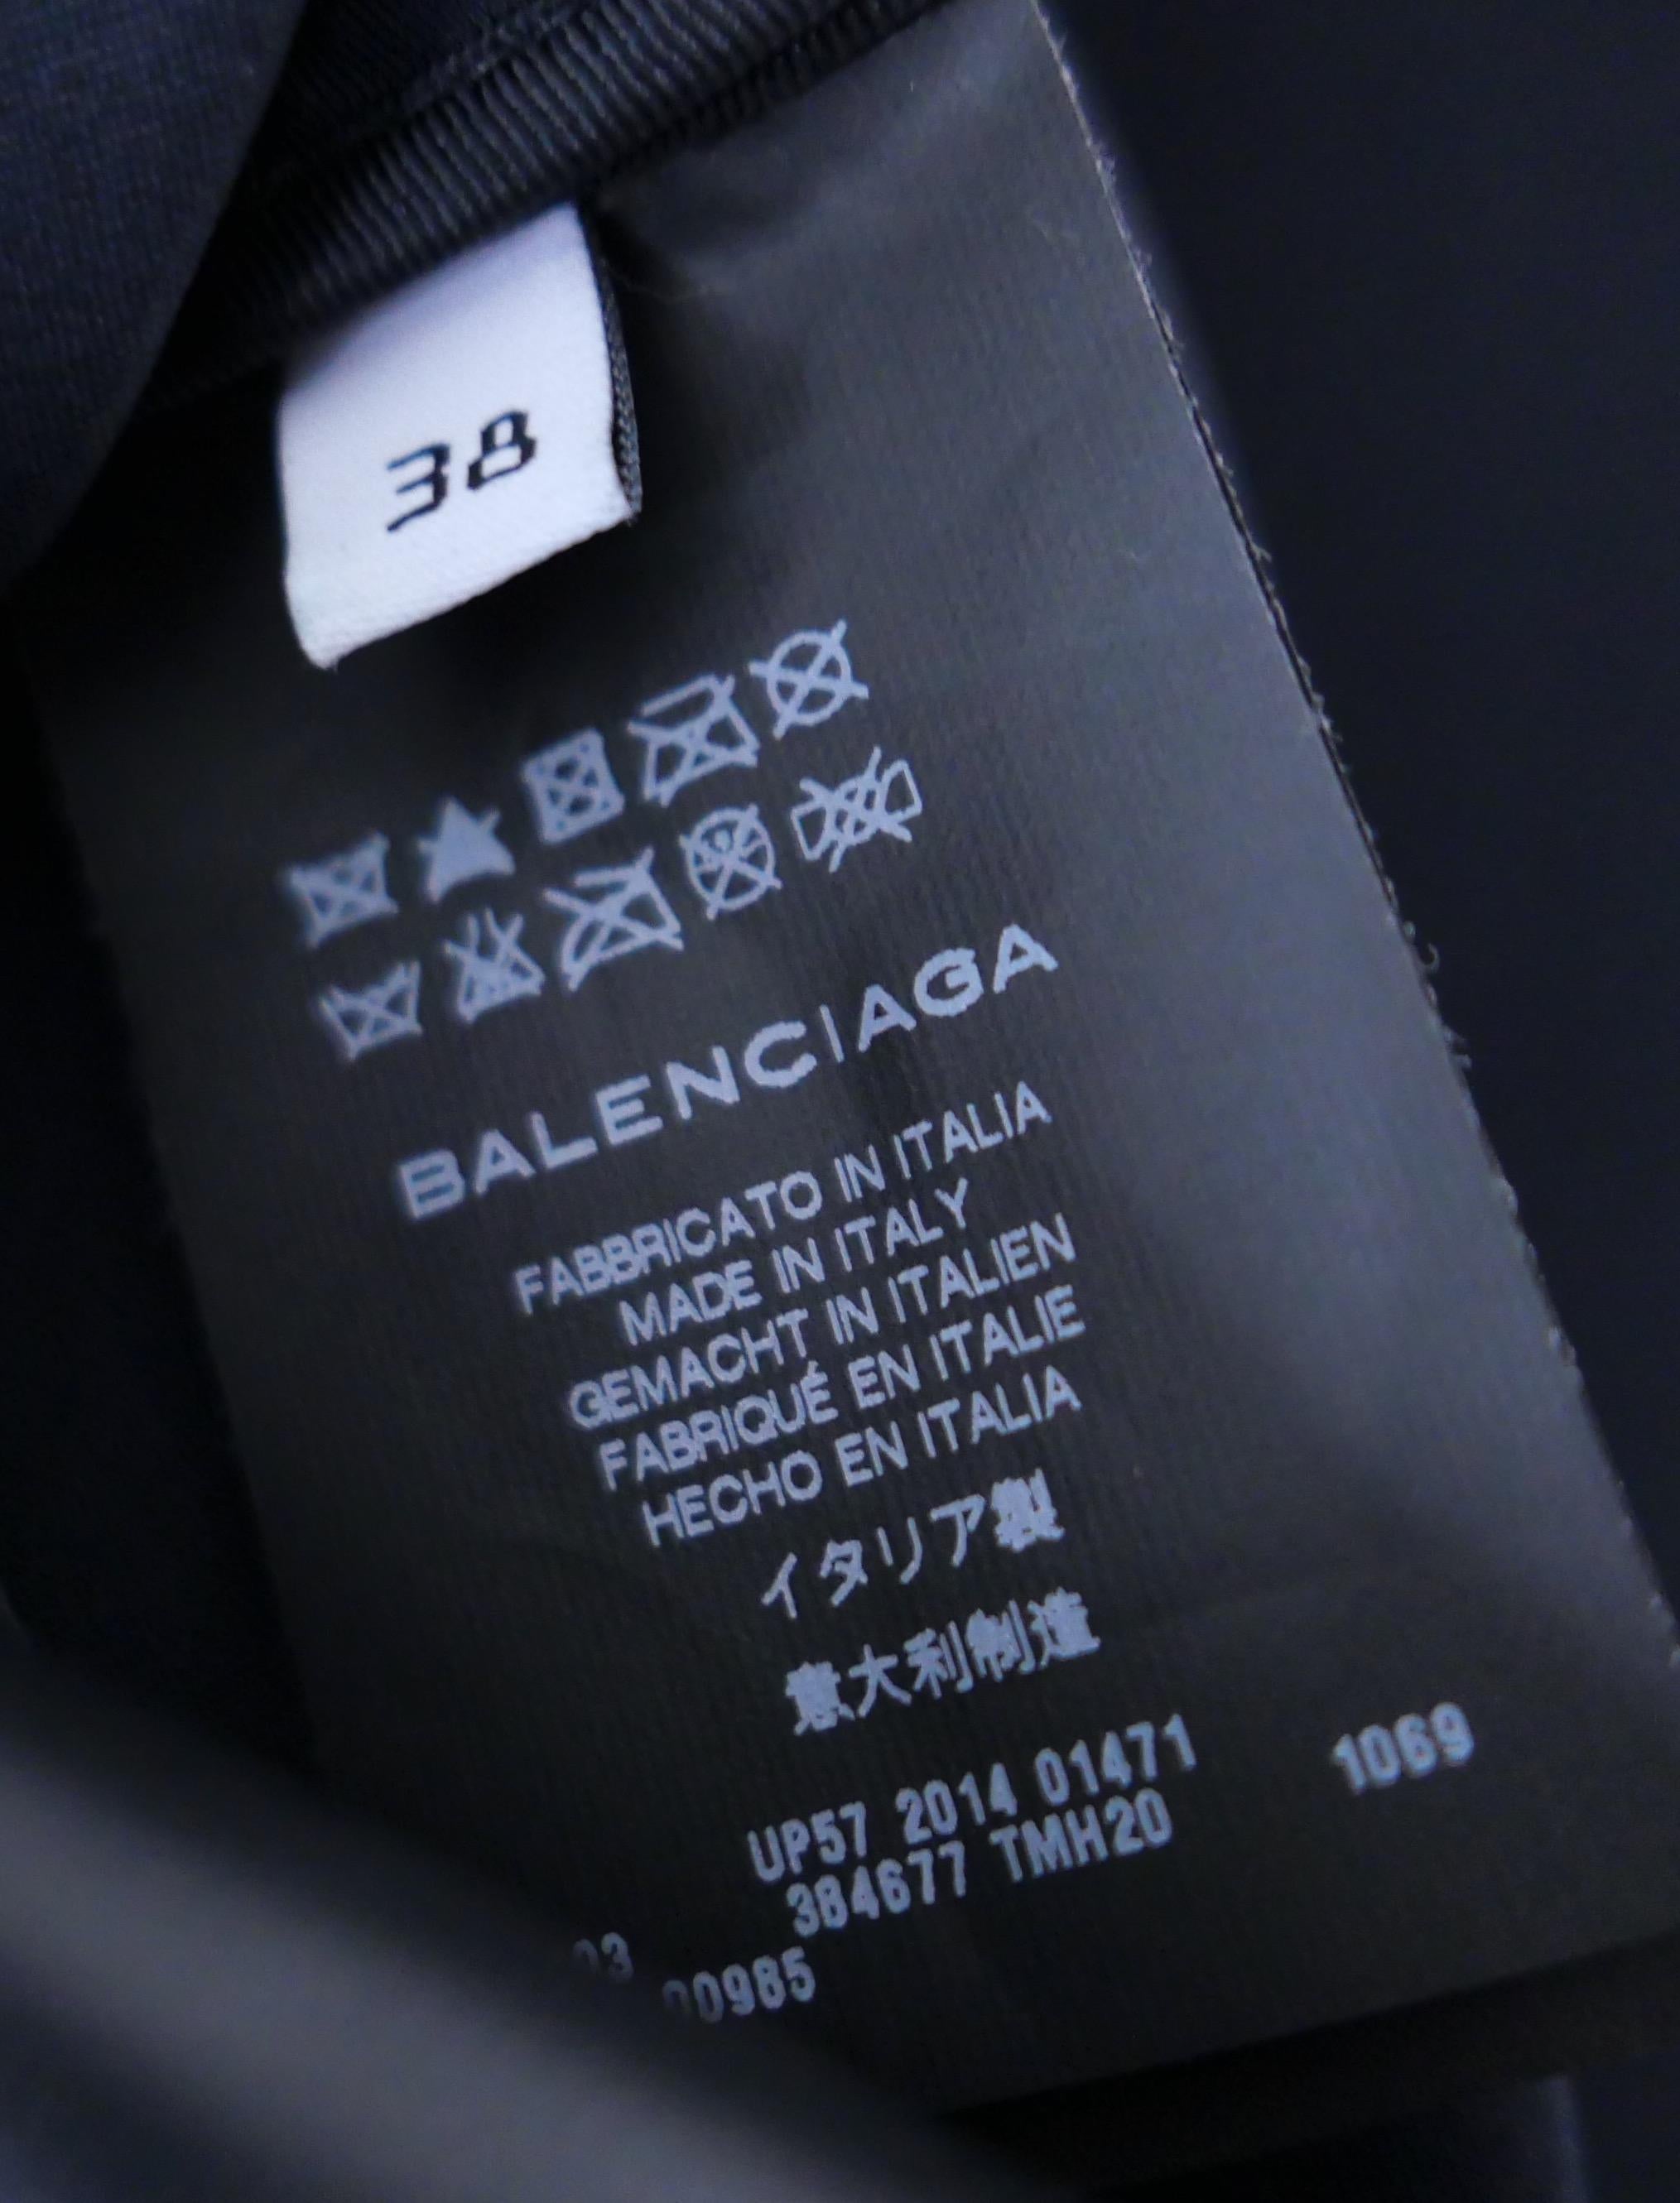 38
BALENCIAGA
FABBRICATO IN ITALIA
MADE IN ITALY
GEMACHT IN ITALIEN
FABRIQUÉ EN ITALIE
HECHO EN ITALIA
イタリア製
意大利制造
UP57 2014 01471 1069
384677 TMH20